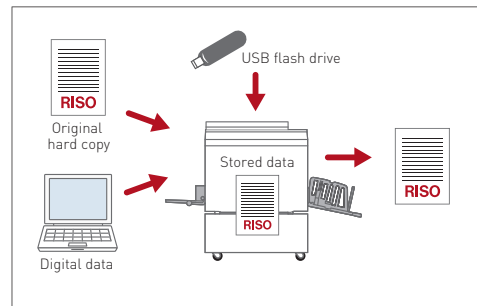 USB flash drive
RISO
Original
hard copy
Stored data
RISO
RISO
Digital data